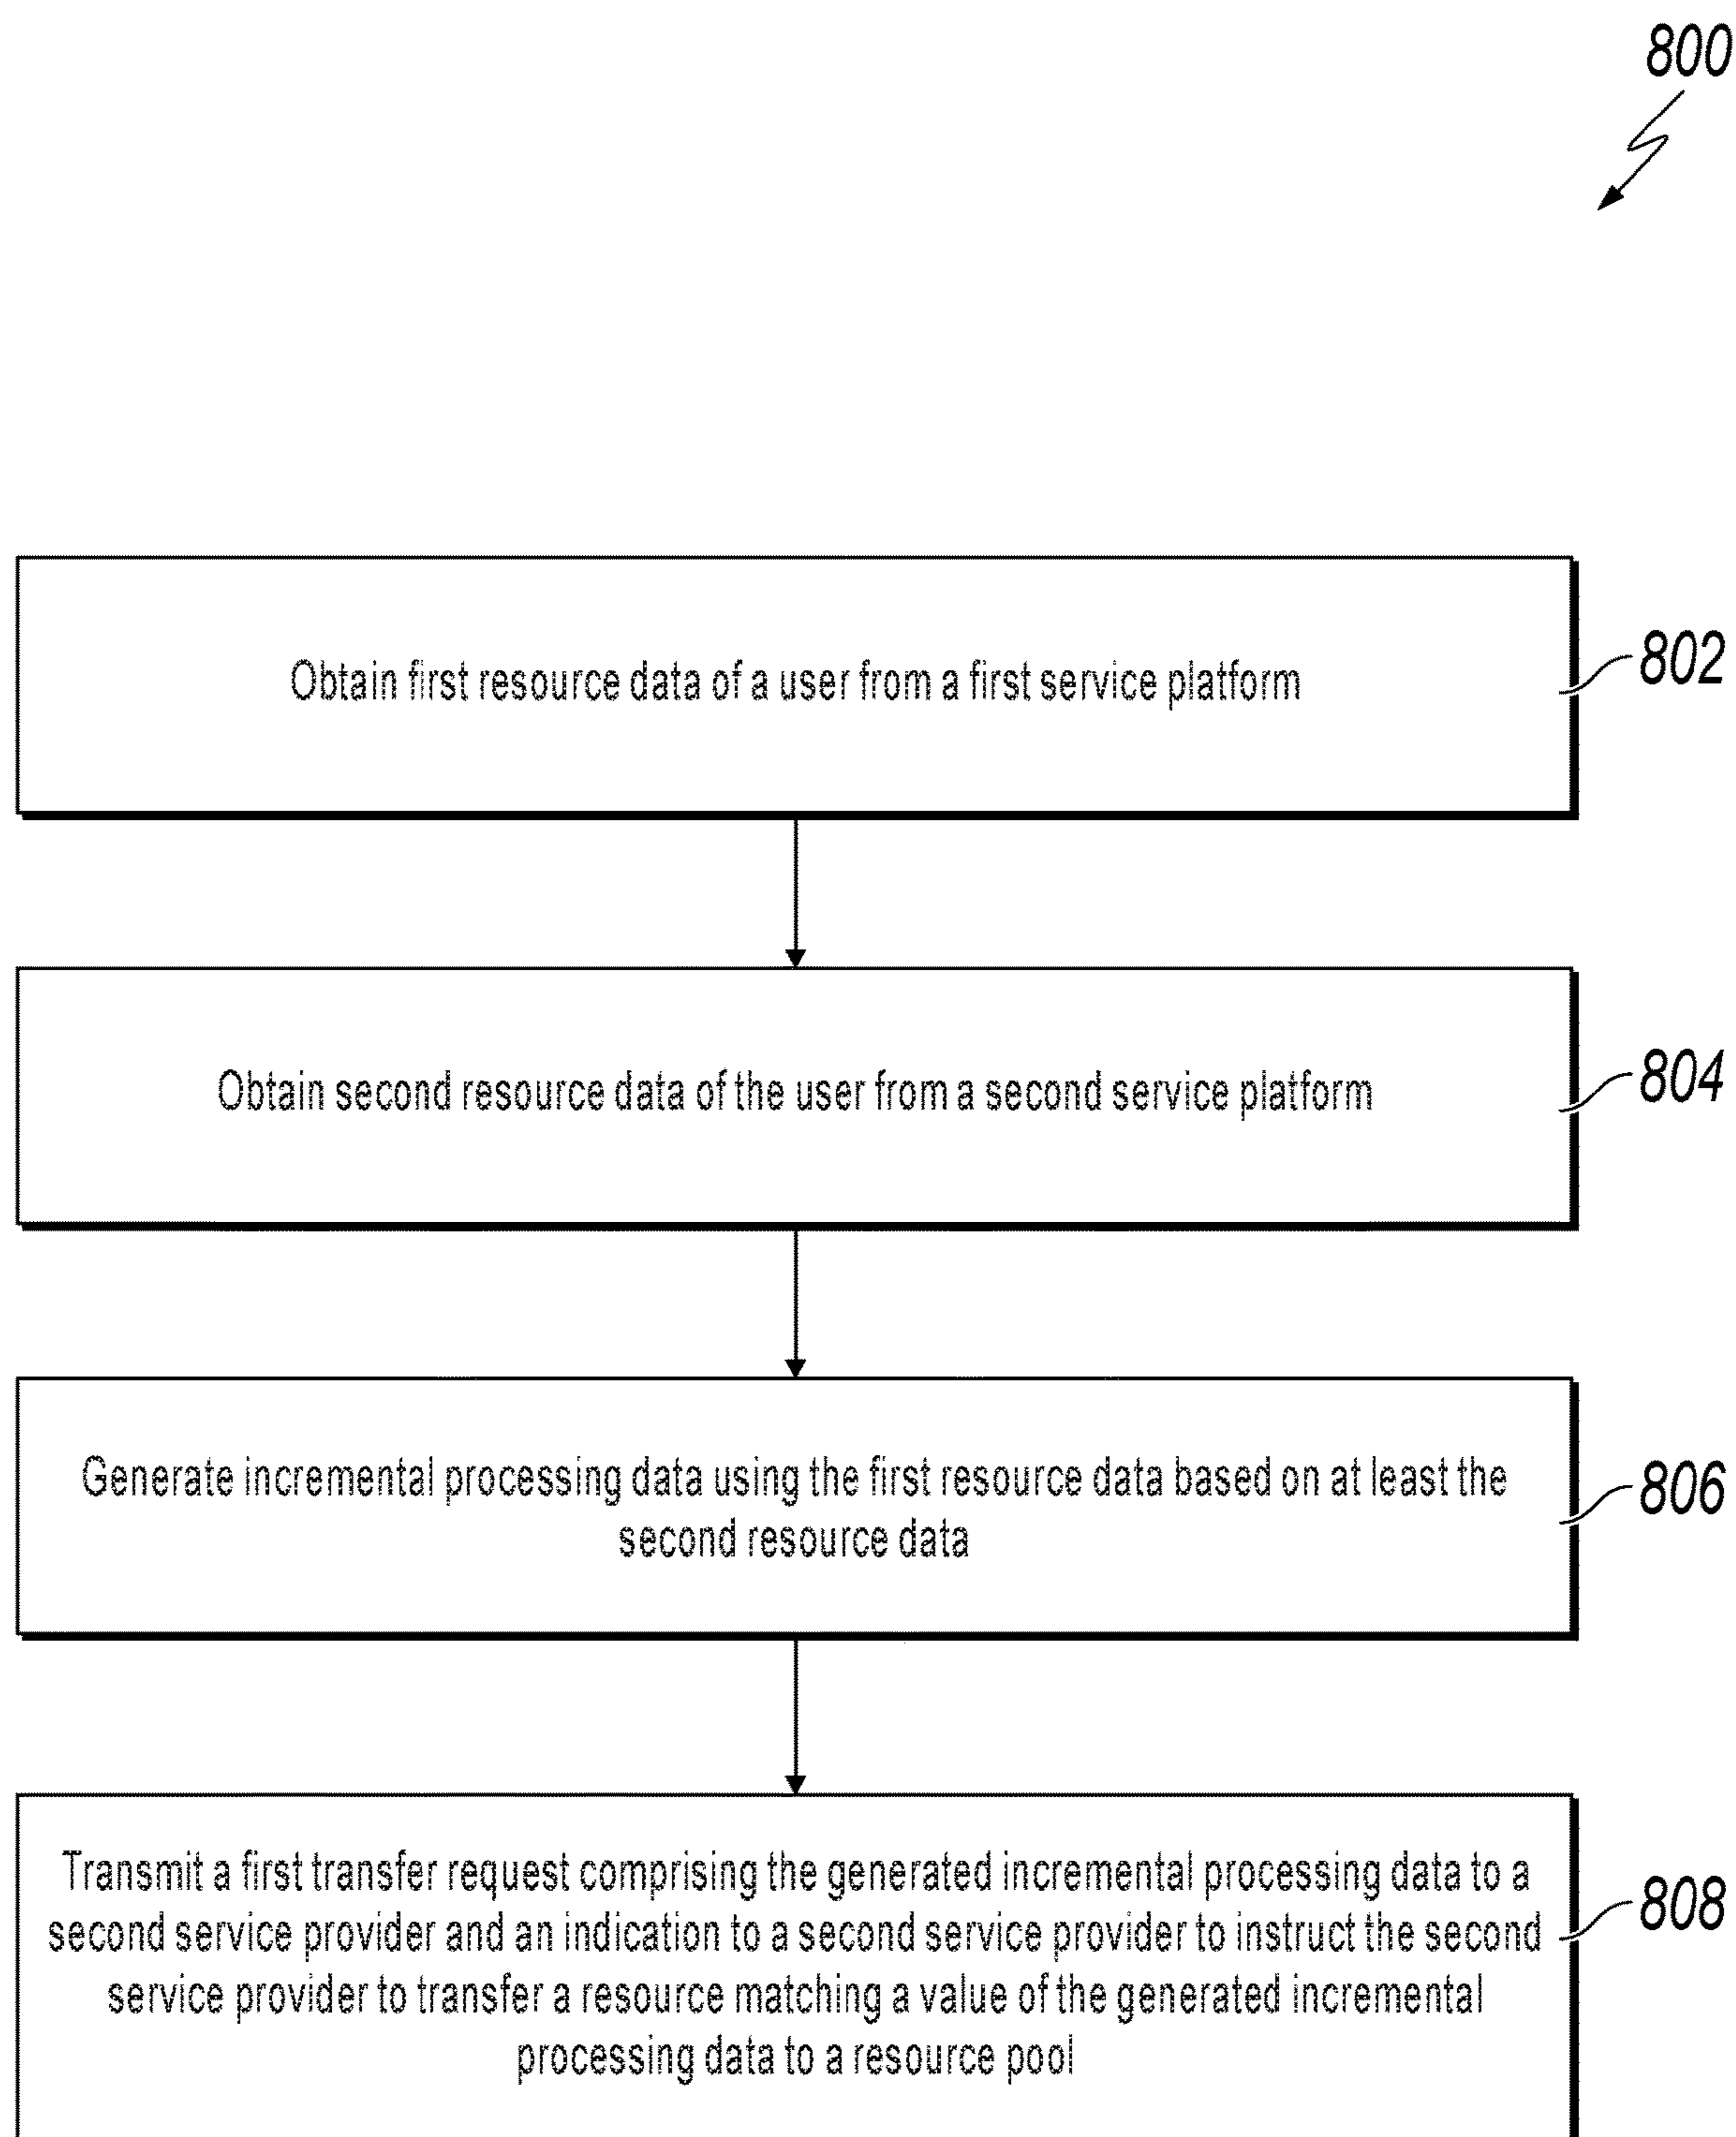 800
Obtain first resource data of a user from a first service platform
802
Obtain second resource data of the user from a second service platform
804
Generate incremental processing data using the first resource data based on at least the
second resource data
806
Transmit a first transfer request comprising the generated incremental processing data to a
second service provider and an indication to a second service provider to instruct the second
service provider to transfer a resource matching a value of the generated incremental
processing data to a resource pool
808